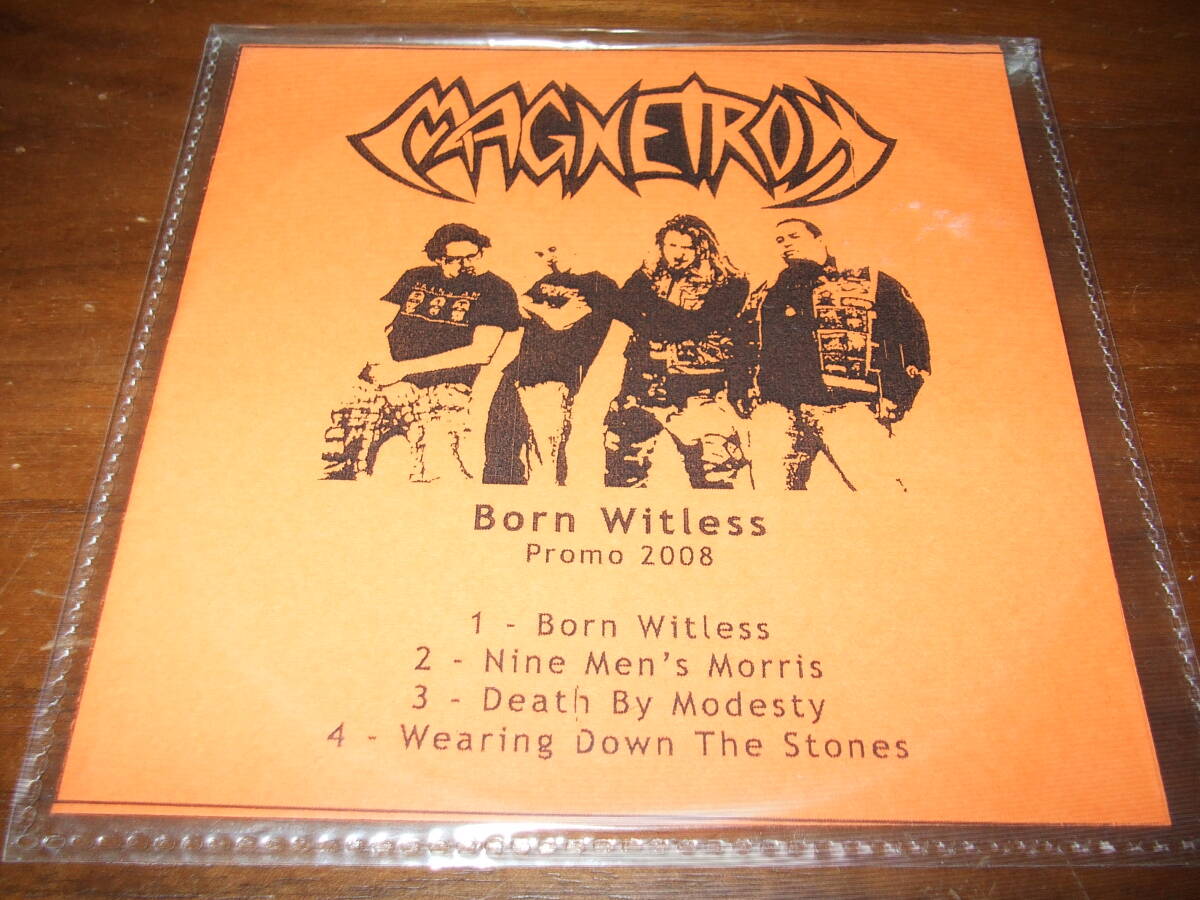 MAGNETRON
Born Witless
Promo 2008
1 - Born Witless
2 - Nine Men's Morris
3 - Death By Modesty
4 - Wearing Down The Stones